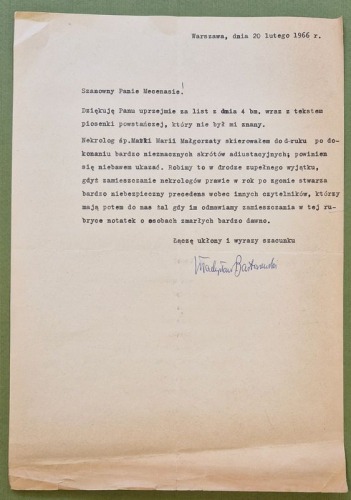 Warszawa, dnia 20 lutego 1966 r.
Szanowny Panie Mecenasie.
Dziękuję Panu uprzejmie za list z dnia 4 bm. wraz z tekstem
piosenki powstańczej, który nie był mi znany.
Nekrolog śp.Matki Marii Małgorzaty skierowałem do druku po do-
konaniu bardzo nieznacznych skrótów adiustacyjnych; powinien
się niebawem ukazać. Robimy to w drodze zupełnego wyjątku,
gdyż zamieszczanie nekrologów prawie w rok po zgonie stwarza
bardzo niebezpieczny precedens wobec innych czytelników, którzy
mają potem do nas żal gdy im odmawiamy zamieszczania w tej ru-
bryce notatek o osobach zmarłych bardzo dawno.
Łączę ukłony i wyrazy szacunku
Władysław Bartoszewski